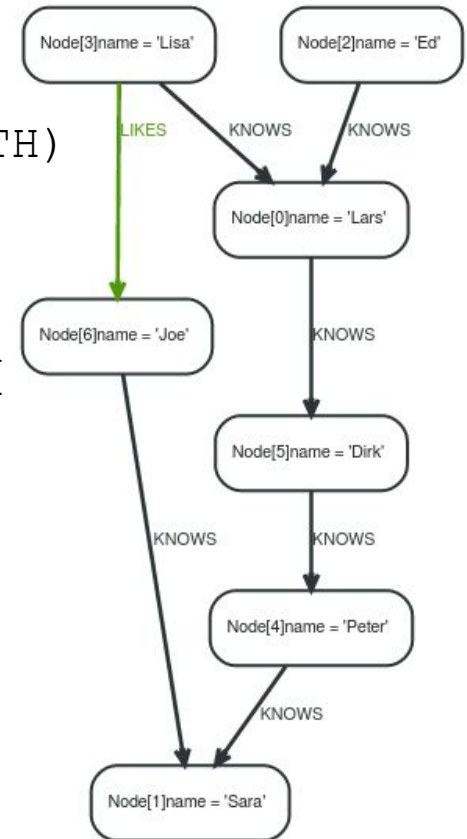 Node[3]name = 'Lisa'
Node[2]name = 'Ed'
LIKES
KNOWS
KNOWS
TH)
Node[0]name = 'Lars'
Node[6]name = 'Joe'
KNOWS
Node[5]name = 'Dirk'
KNOWS
KNOWS
Node[4]name = 'Peter'
KNOWS
Node[1]name = 'Sara'